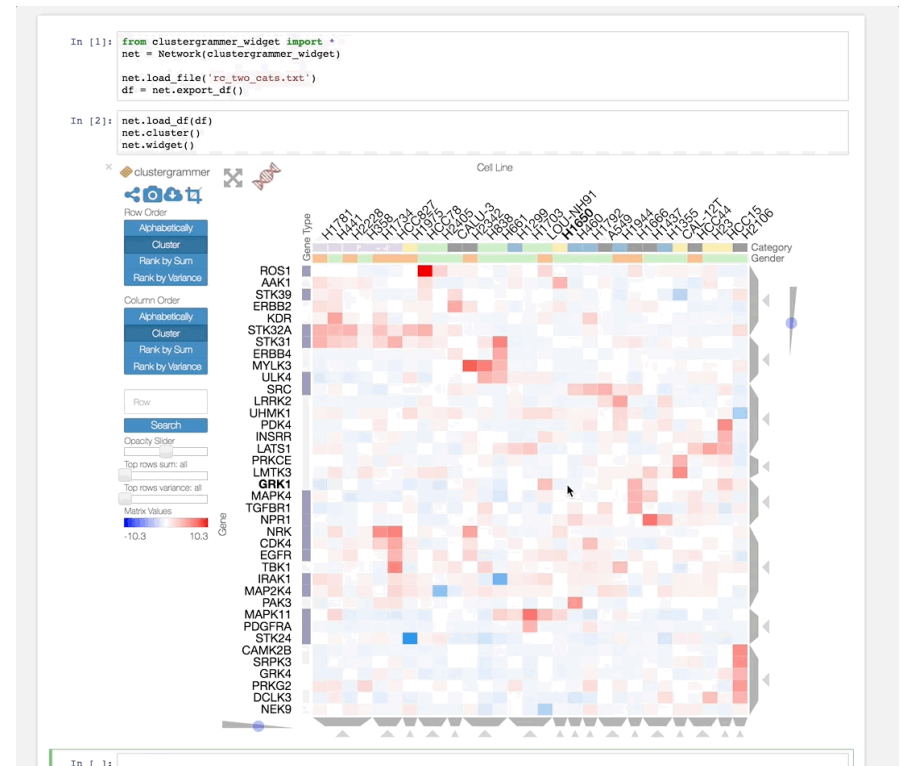 In [1]:
from clustergrammer_widget import *
net = Network(clustergrammer_widget)
net.load_file('rc_two_cats.txt')
df = net.export_df()
In [2]:
net.load_df(df)
net.cluster()
net.widget()
clustergrammer
Row Order
Alphabetically
Cluster
Rank by Sum
Rank by Variance
Column Order
Alphabetically
Cluster
Rank by Sum
Rank by Variance
Row
Search
Opacity Slider
Top rows sum: all
Top rows variance: all
Matrix Values
-10.3 10.3
Cell Line
Gene Type
H1781
H441
H2228
H358
H1734
HCC827
HCC78
H2405
CALU-3
H2342
H838
H661
H1299
H1703
LOU-NH91
H1650
H460
H1792
A549
H1944
H1666
H1437
H1355
CAL-12T
HCC44
H23
HCC15
H2106
Category
Gender
Gene
ROS1
AAK1
STK39
ERBB2
KDR
STK32A
STK31
ERBB4
MYLK3
ULK4
SRC
LRRK2
UHMK1
PDK4
INSRR
LATS1
PRKCE
LMTK3
GRK1
MAPK4
TGFBR1
NPR1
NRK
CDK4
EGFR
TBK1
IRAK1
MAP2K4
PAK3
MAPK11
PDGFRA
STK24
CAMK2B
SRPK3
GRK4
PRKG2
DCLK3
NEK9
In [ ]: